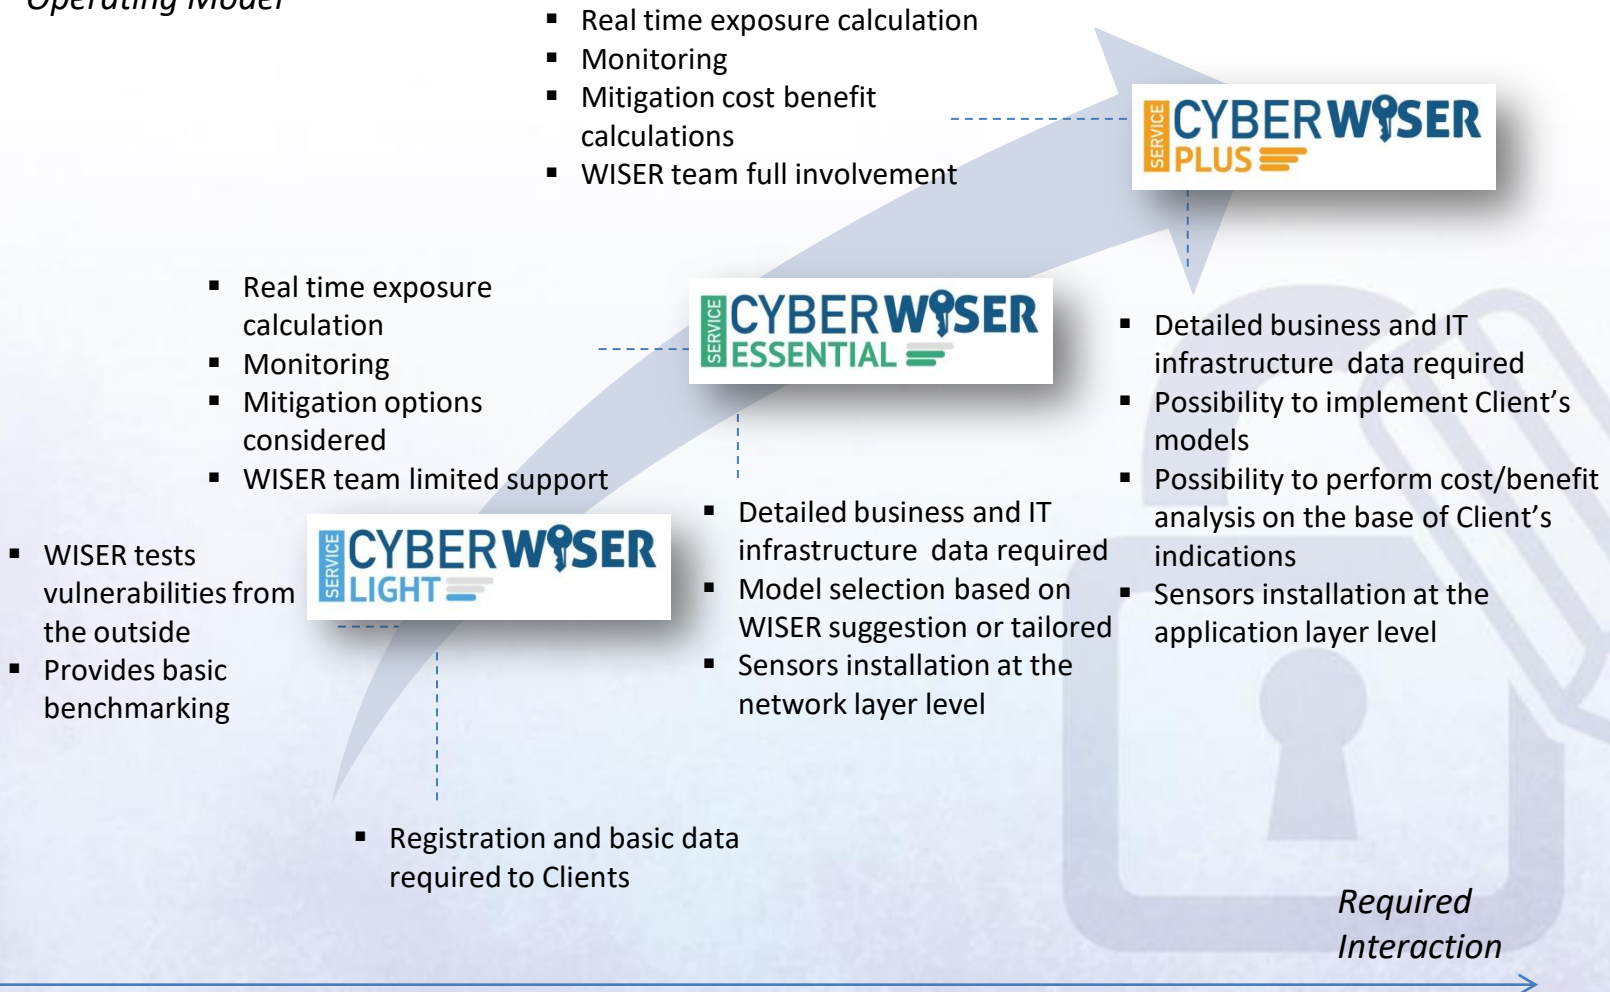 Operating Model
▪ Real time exposure calculation
▪ Monitoring
▪ Mitigation cost benefit
calculations
▪ WISER team full involvement
SERVICE
CYBERWISER
PLUS
▪ Real time exposure
calculation
▪ Monitoring
▪ Mitigation options
considered
▪ WISER team limited support
SERVICE
CYBERWISER
ESSENTIAL
▪ Detailed business and IT
infrastructure data required
▪ Possibility to implement Client’s
models
▪ Possibility to perform cost/benefit
analysis on the base of Client’s
indications
▪ Sensors installation at the
application layer level
▪ WISER tests
vulnerabilities from
the outside
▪ Provides basic
benchmarking
SERVICE
CYBERWISER
LIGHT
▪ Detailed business and IT
infrastructure data required
▪ Model selection based on
WISER suggestion or tailored
▪ Sensors installation at the
network layer level
▪ Registration and basic data
required to Clients
Required
Interaction